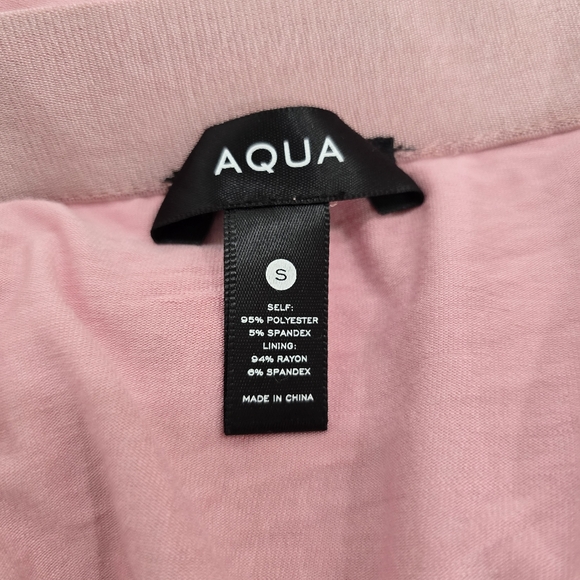 AQUA
S
SELF:
95% POLYESTER
5% SPANDEX
LINING:
94% RAYON
6% SPANDEX
MADE IN CHINA